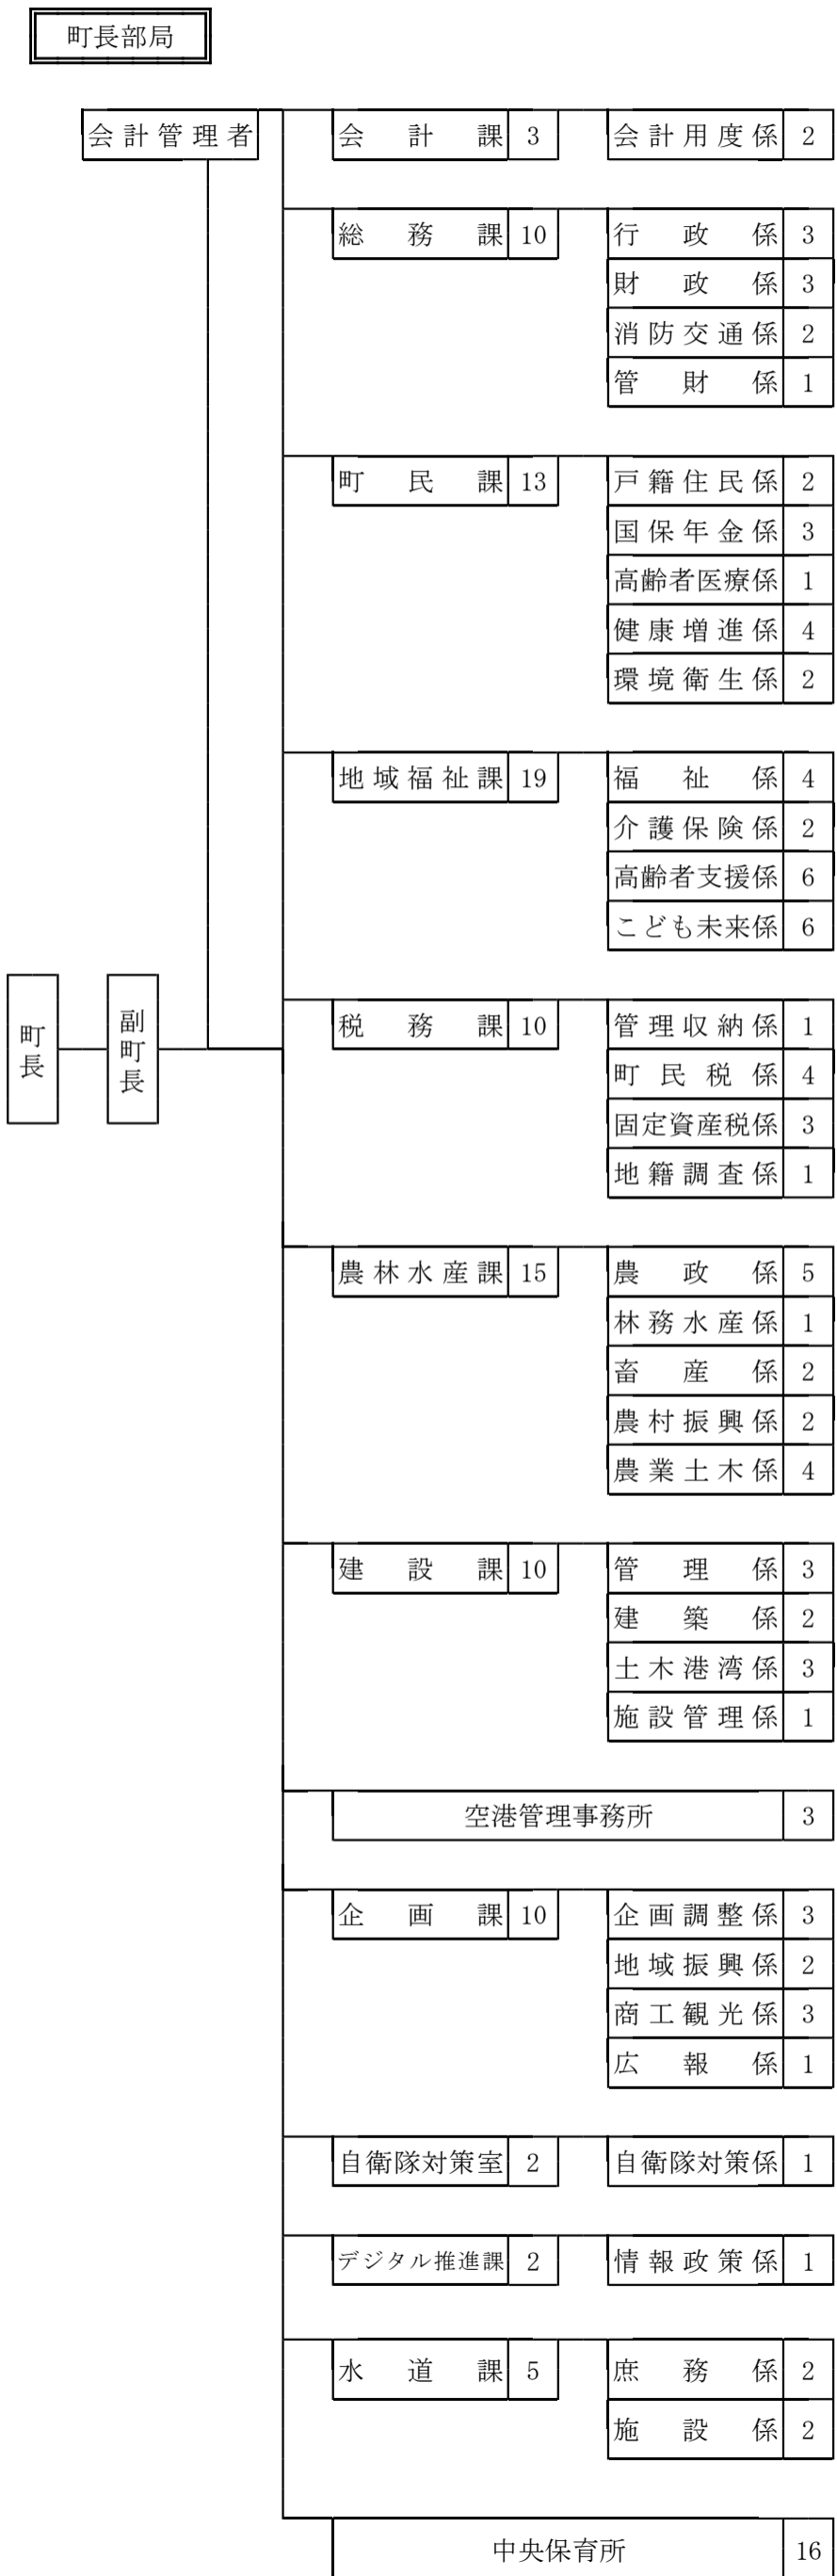 町長部局
会計管理者 会計課 3 会計用度係 2
総務課 10 行政係 3
財政係 3
消防交通係 2
管財係 1
町民課 13 戸籍住民係 2
国保年金係 3
高齢者医療係 1
健康増進係 4
環境衛生係 2
地域福祉課 19 福祉係 4
介護保険係 2
高齢者支援係 6
こども未来係 6
町長 副町長 税務課 10 管理収納係 1
町民税係 4
固定資産税係 3
地籍調査係 1
農林水産課 15 農政係 5
林務水産係 1
畜産係 2
農村振興係 2
農業土木係 4
建設課 10 管理係 3
建築係 2
土木港湾係 3
施設管理係 1
空港管理事務所 3
企画課 10 企画調整係 3
地域振興係 2
商工観光係 3
広報係 1
自衛隊対策室 2 自衛隊対策係 1
デジタル推進課 2 情報政策係 1
水道課 5 庶務係 2
施設係 2
中央保育所 16